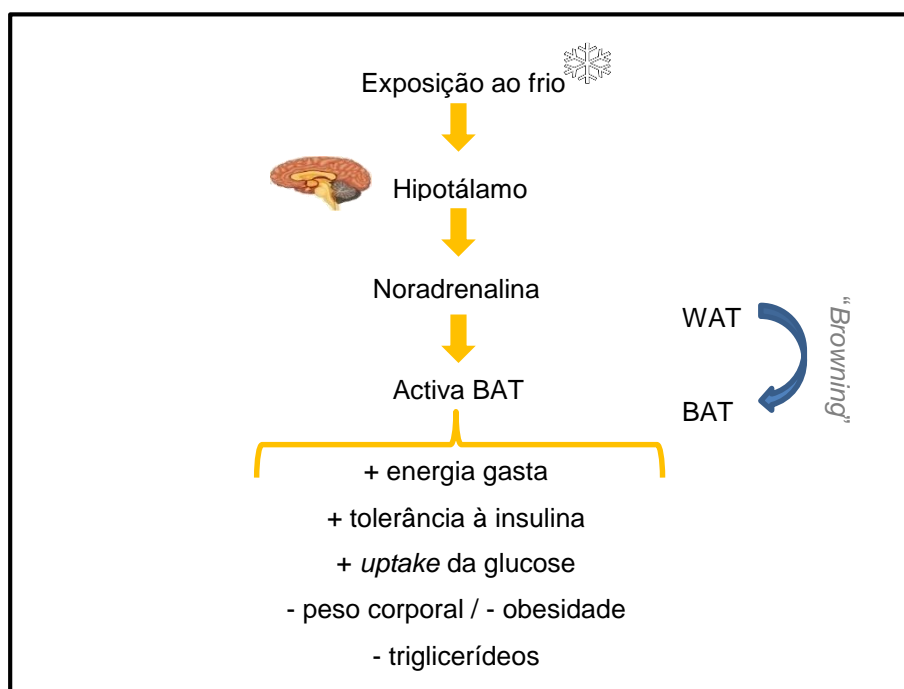 Exposição ao frio
Hipotálamo
Noradrenalina
WAT
"Browning"
Activa BAT
BAT
+ energia gasta
+ tolerância à insulina
+ uptake da glucose
- peso corporal / - obesidade
- triglicerídeos